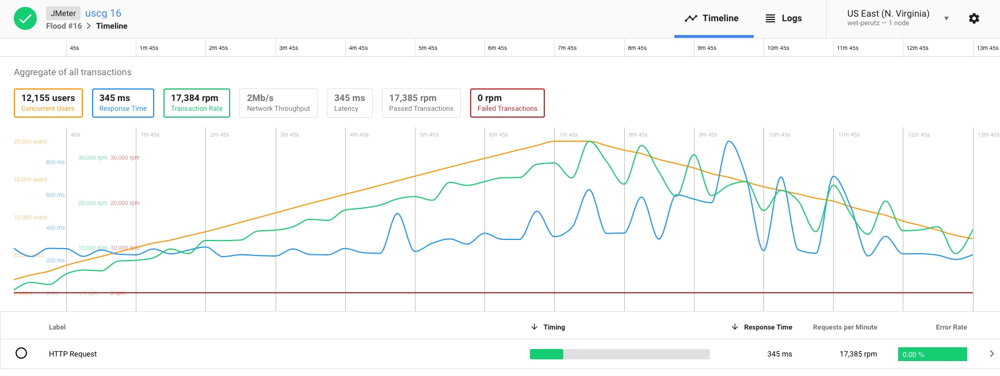 JMeter uscg 16
Flood #16 > Timeline
Timeline
Logs
US East (N. Virginia)
wet-perutz — 1 node
45s 1m 45s 2m 45s 3m 45s 4m 45s 5m 45s 6m 45s 7m 45s 8m 45s 9m 45s 10m 45s 11m 45s 12m 45s 13m 45s
Aggregate of all transactions
12,155 users
Concurrent Users
345 ms
Response Time
17,384 rpm
Transaction Rate
2Mb/s
Network Throughput
345 ms
Latency
17,385 rpm
Passed Transactions
0 rpm
Failed Transactions
45s 1m 45s 2m 45s 3m 45s 4m 45s 5m 45s 6m 45s 7m 45s 8m 45s 9m 45s 10m 45s 11m 45s 12m 45s 13m 45s
20,000 users
30,000 rpm 30,000 rpm
800 ms
15,000 users
600 ms
20,000 rpm 20,000 rpm
10,000 users
400 ms
10,000 rpm 10,000 rpm
5,000 users
200 ms
0 users 0 ms < 1 rpm 0 rpm
Label Timing Response Time Requests per Minute Error Rate
HTTP Request 345 ms 17,385 rpm 0.00 %